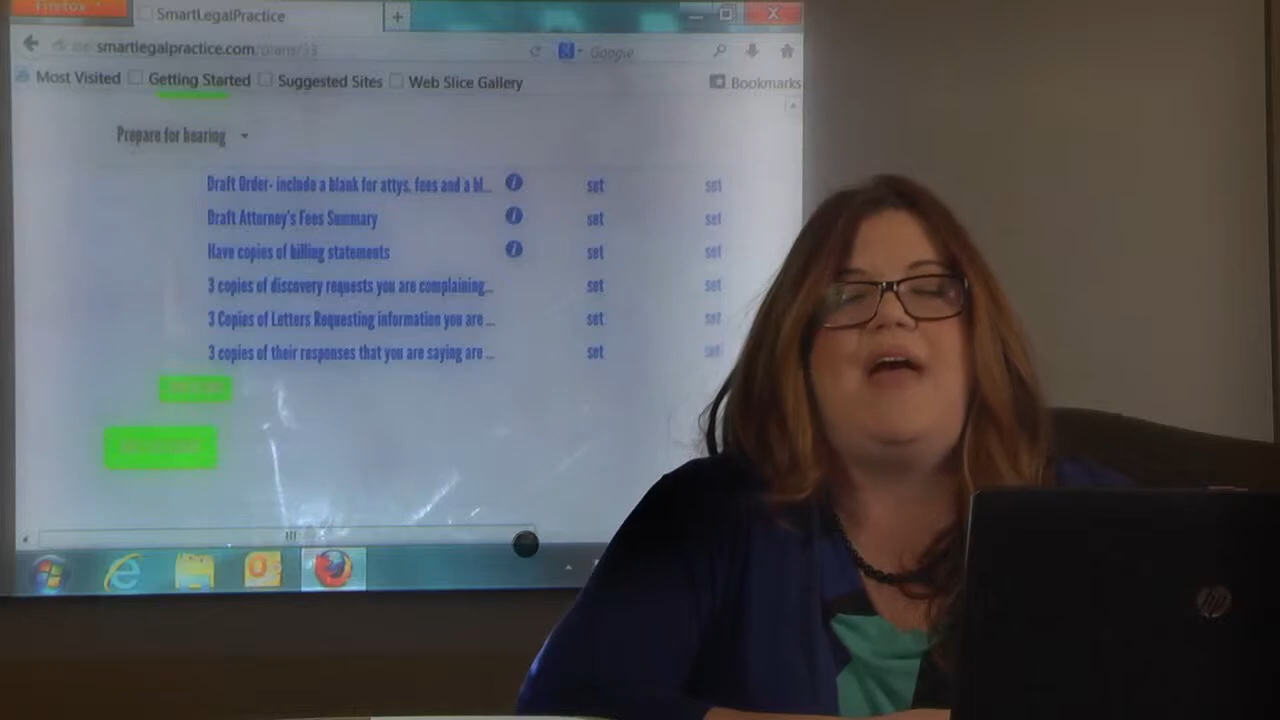 Firefox
SmartLegalPractice
smartlegalpractice.com/plans/33
Google
Most Visited
Getting Started
Suggested Sites
Web Slice Gallery
Bookmarks
Prepare for hearing
Draft Order- include a blank for attys. fees and a bl... set set
Draft Attorney's Fees Summary set set
Have copies of billing statements set set
3 copies of discovery requests you are complaining... set set
3 Copies of Letters Requesting information you are ... set set
3 copies of their responses that you are saying are ... set set
hp